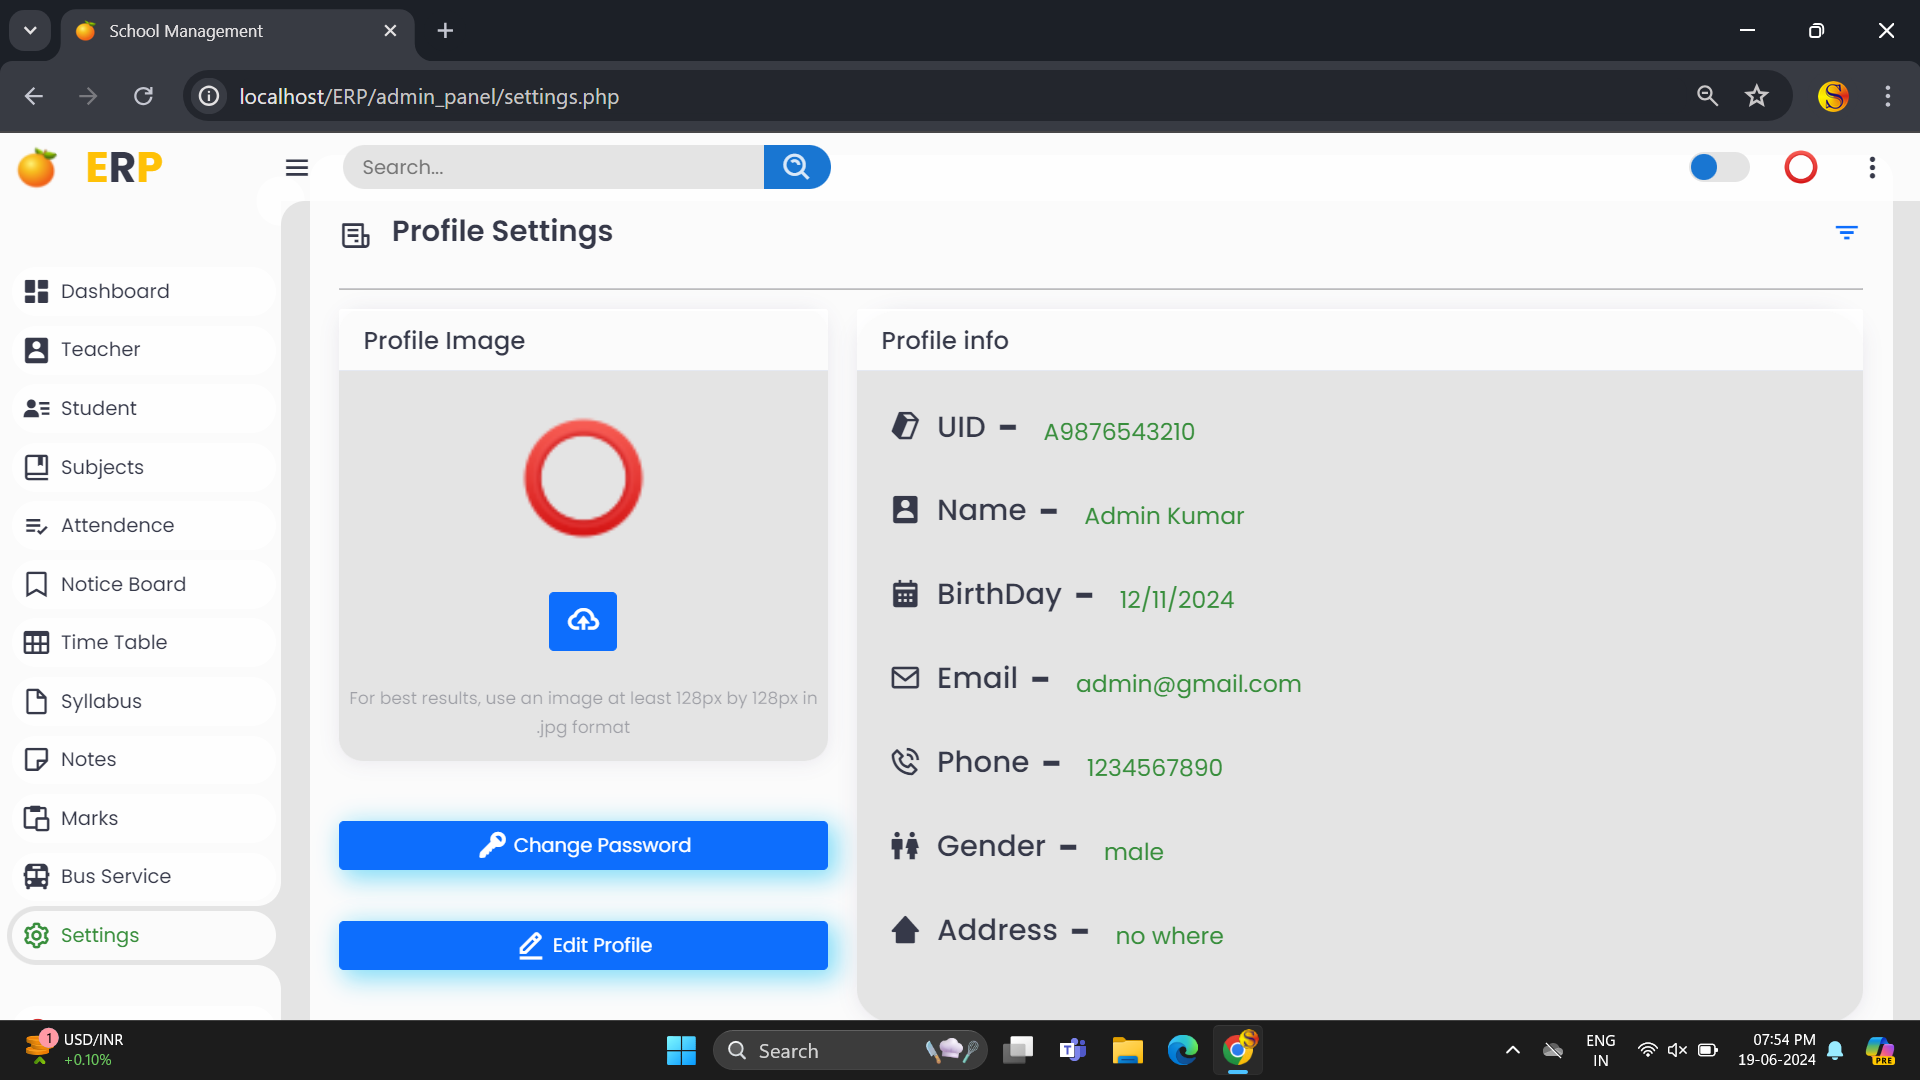 School Management
localhost/ERP/admin_panel/settings.php
S
ERP
Search...
Profile Settings
Dashboard
Teacher
Student
Subjects
Attendence
Notice Board
Time Table
Syllabus
Notes
Marks
Bus Service
Settings
Profile Image
For best results, use an image at least 128px by 128px in
.jpg format
Change Password
Edit Profile
Profile info
UID - A9876543210
Name - Admin Kumar
BirthDay - 12/11/2024
Email - admin@gmail.com
Phone - 1234567890
Gender - male
Address - no where
1
USD/INR
+0.10%
Search
T
ENG
IN
07:54 PM
19-06-2024
PRE